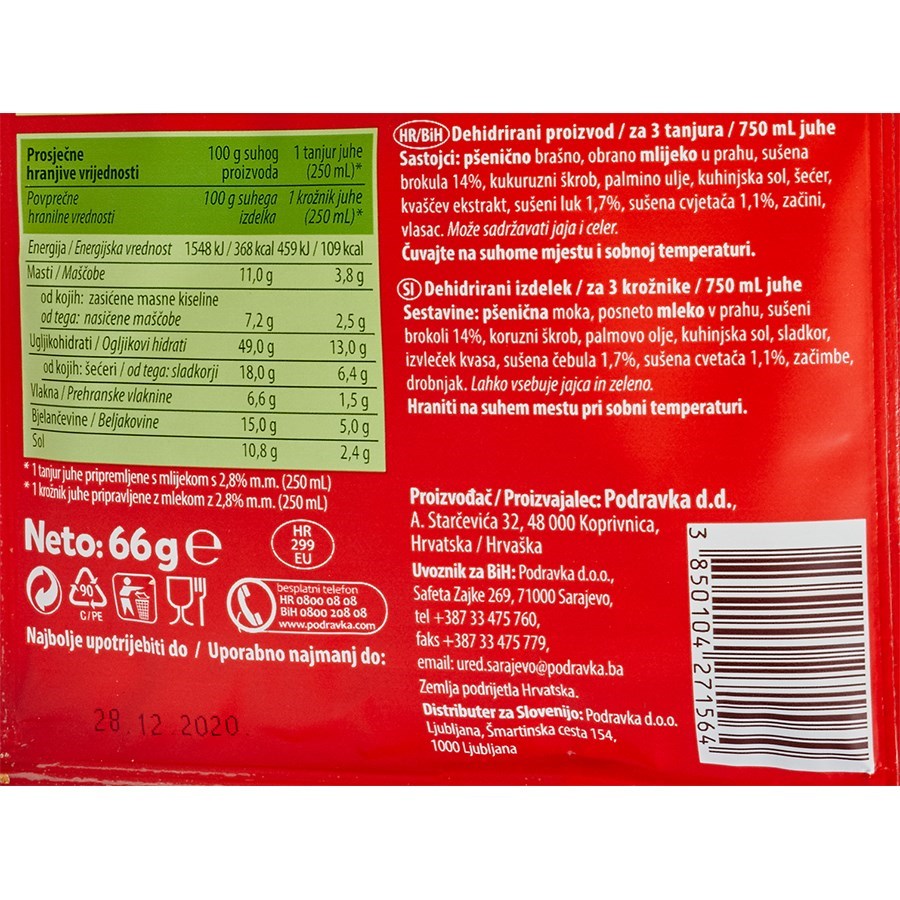 Prosječne
hranjive vrijednosti
100 g suhog
proizvoda
1 tanjur juhe
(250 mL)*
Povprečne
hranilne vrednosti
100 g suhega
izdelka
1 krožnik juhe
(250 mL)*
Energija / Energijska vrednost 1548 kJ / 368 kcal 459 kJ / 109 kcal
Masti / Maščobe 11,0 g 3,8 g
od kojih: zasićene masne kiseline
od tega: nasičene maščobe 7,2 g 2,5 g
Ugljikohidrati / Ogljikovi hidrati 49,0 g 13,0 g
od kojih: šećeri / od tega: sladkorji 18,0 g 6,4 g
Vlakna / Prehranske vlaknine 6,6 g 1,5 g
Bjelančevine / Beljakovine 15,0 g 5,0 g
Sol 10,8 g 2,4 g
* 1 tanjur juhe pripremljene s mlijekom s 2,8% m.m. (250 mL)
* 1 krožnik juhe pripravljene z mlekom z 2,8% m.m. (250 mL)
Neto: 66 g e
HR
299
EU
90
C/PE
besplatni telefon
HR 0800 08 08
BiH 0800 208 08
www.podravka.com
Najbolje upotrijebiti do / Uporabno najmanj do:
28.12 2020
HR/BiH Dehidrirani proizvod / za 3 tanjura / 750 mL juhe
Sastojci: pšenično brašno, obrano mlijeko u prahu, sušena
brokula 14%, kukuruzni škrob, palmino ulje, kuhinjska sol, šećer,
kvaščev ekstrakt, sušeni luk 1,7%, sušena cvjetača 1,1%, začini,
vlasac. Može sadržavati jaja i celer.
Čuvajte na suhome mjestu i sobnoj temperaturi.
SI Dehidrirani izdelek / za 3 krožnike / 750 mL juhe
Sestavine: pšenična moka, posneto mleko v prahu, sušeni
brokoli 14%, koruzni škrob, palmovo olje, kuhinjska sol, sladkor,
izvleček kvasa, sušena čebula 1,7%, sušena cvetača 1,1%, začimbe,
drobnjak. Lahko vsebuje jajca in zeleno.
Hraniti na suhem mestu pri sobni temperaturi.
Proizvođač / Proizvajalec: Podravka d.d.,
A. Starčevića 32, 48 000 Koprivnica,
Hrvatska / Hrvaška
Uvoznik za BiH: Podravka d.o.o.,
Safeta Zajke 269, 71000 Sarajevo,
tel +387 33 475 760,
faks +387 33 475 779,
email: ured.sarajevo@podravka.ba
Zemlja podrijetla Hrvatska.
Distributer za Slovenijo: Podravka d.o.o.
Ljubljana, Šmartinska cesta 154,
1000 Ljubljana
3 850104 271564